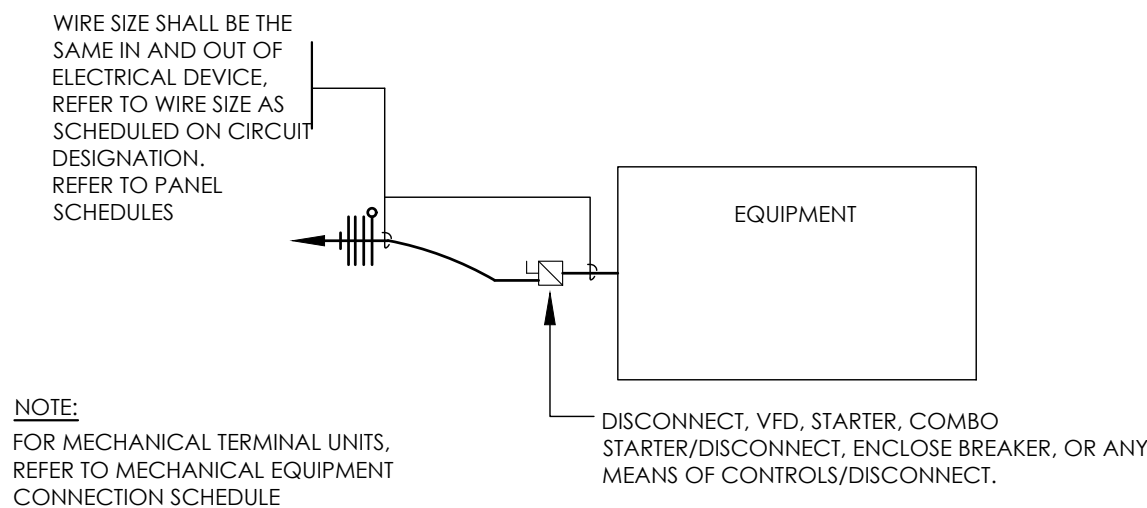 WIRE SIZE SHALL BE THE
SAME IN AND OUT OF
ELECTRICAL DEVICE,
REFER TO WIRE SIZE AS
SCHEDULED ON CIRCUIT
DESIGNATION.
REFER TO PANEL
SCHEDULES
EQUIPMENT
NOTE:
FOR MECHANICAL TERMINAL UNITS,
REFER TO MECHANICAL EQUIPMENT
CONNECTION SCHEDULE
DISCONNECT, VFD, STARTER, COMBO
STARTER/DISCONNECT, ENCLOSE BREAKER, OR ANY
MEANS OF CONTROLS/DISCONNECT.